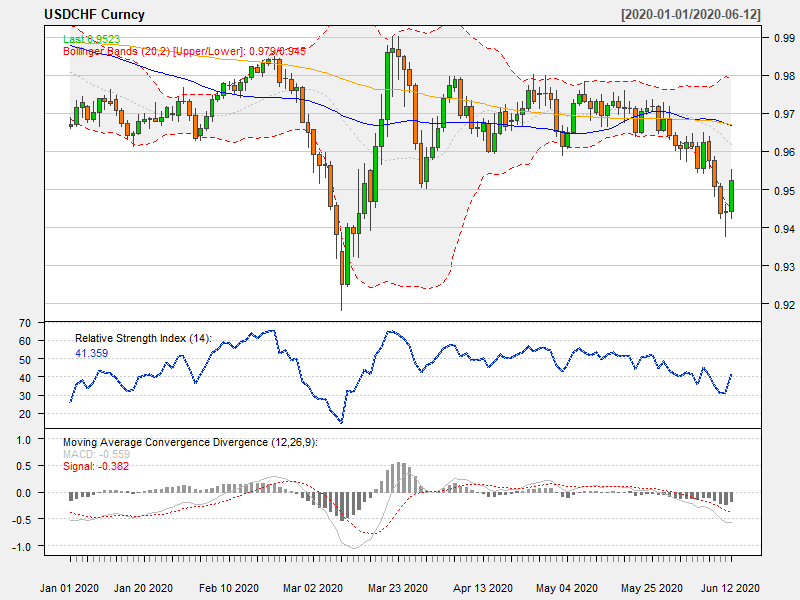 USDCHF Curncy
[2020-01-01/2020-06-12]
Last 0.9523
Bollinger Bands (20,2) [Upper/Lower]: 0.979/0.945
0.99
0.98
0.97
0.96
0.95
0.94
0.93
0.92
Relative Strength Index (14):
41.359
70
60
50
40
30
20
Moving Average Convergence Divergence (12,26,9):
MACD: -0.559
Signal: -0.382
1.0
0.5
0.0
-0.5
-1.0
Jan 01 2020 Jan 20 2020 Feb 10 2020 Mar 02 2020 Mar 23 2020 Apr 13 2020 May 04 2020 May 25 2020 Jun 12 2020